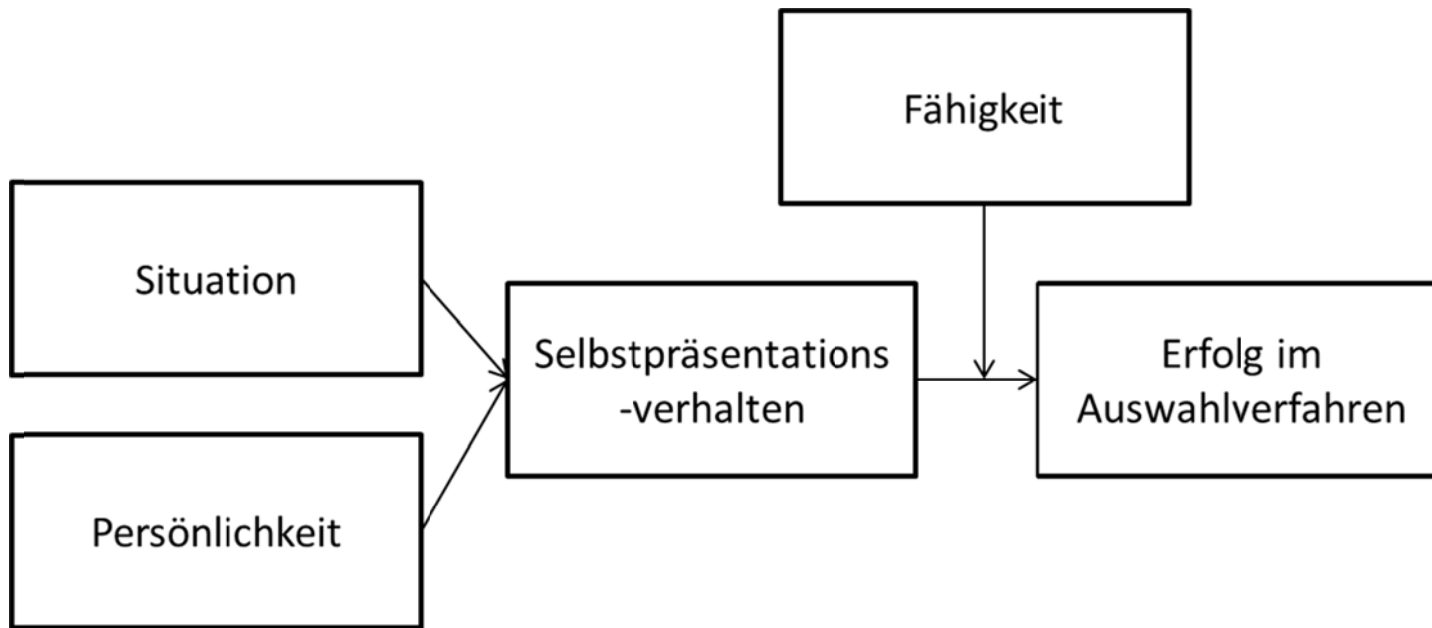 Fähigkeit
Situation
Selbstpräsentations
-verhalten
Erfolg im
Auswahlverfahren
Persönlichkeit